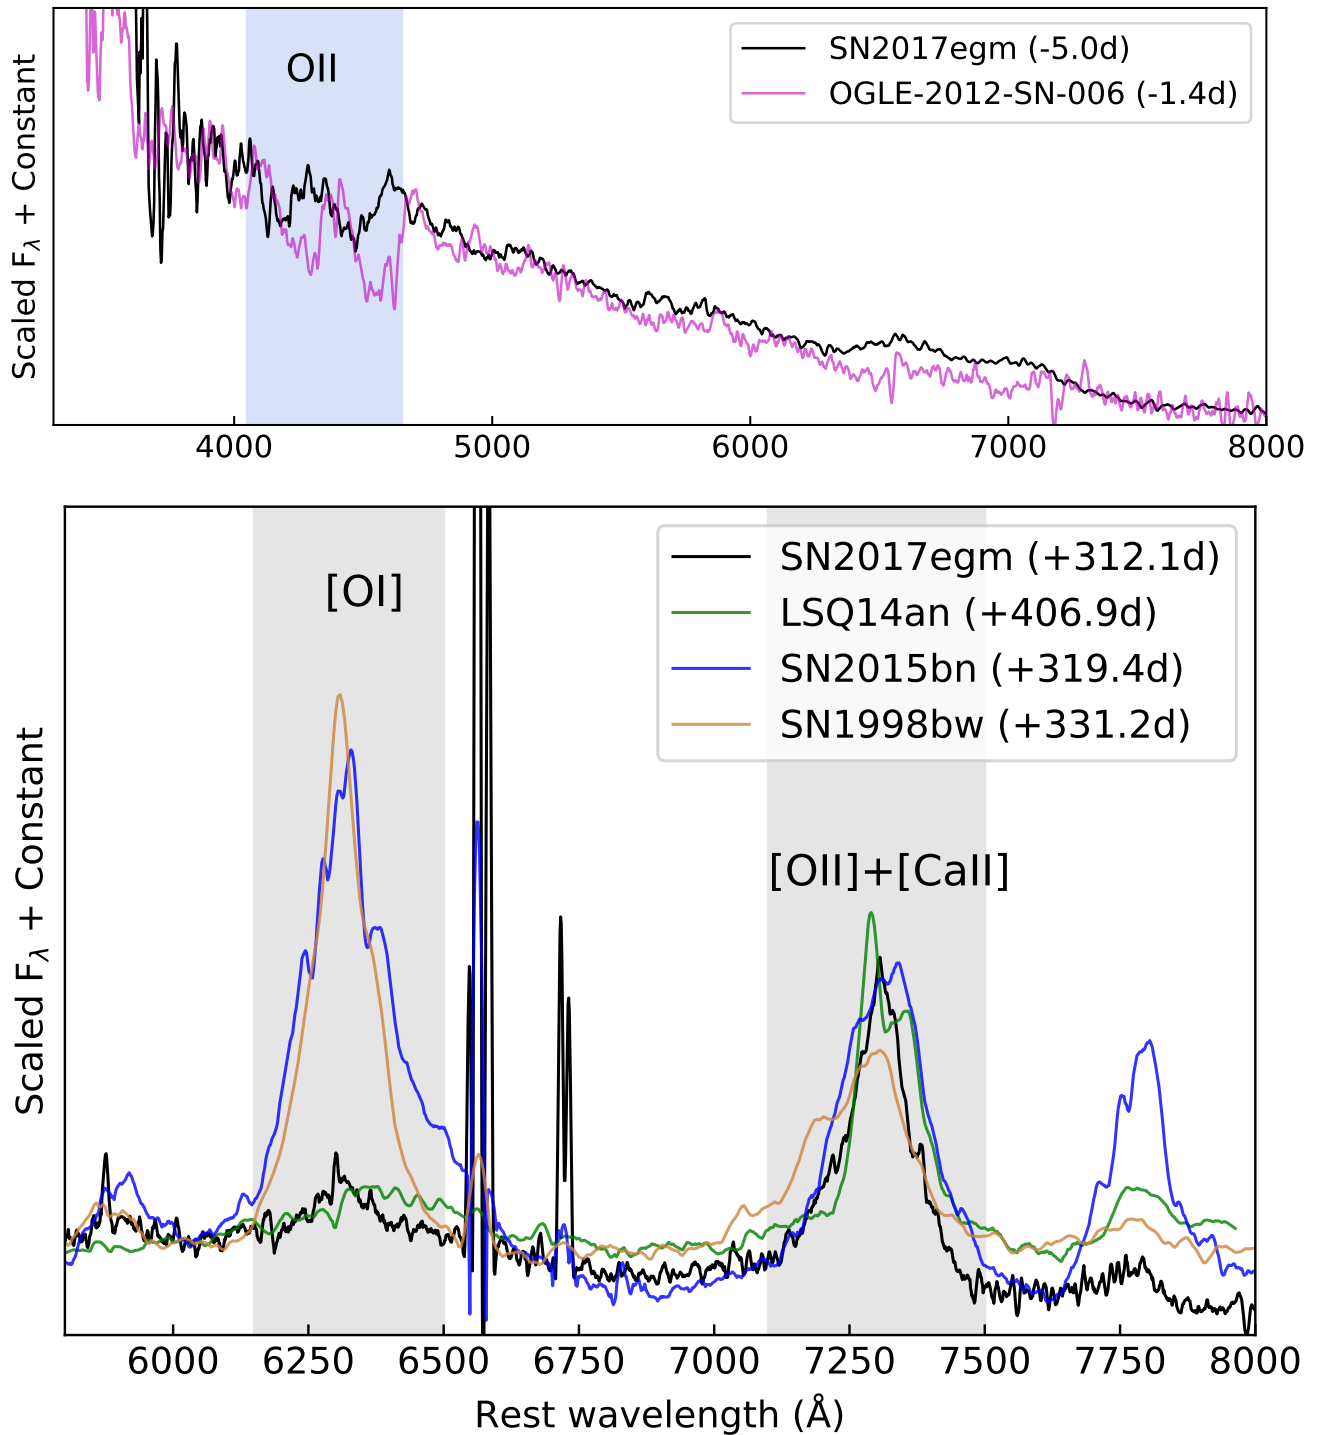 Scaled Fλ + Constant
OII
SN2017egm (-5.0d)
OGLE-2012-SN-006 (-1.4d)
4000 5000 6000 7000 8000
Scaled Fλ + Constant
[OI]
SN2017egm (+312.1d)
LSQ14an (+406.9d)
SN2015bn (+319.4d)
SN1998bw (+331.2d)
[OII]+[CaII]
6000 6250 6500 6750 7000 7250 7500 7750 8000
Rest wavelength (Å)